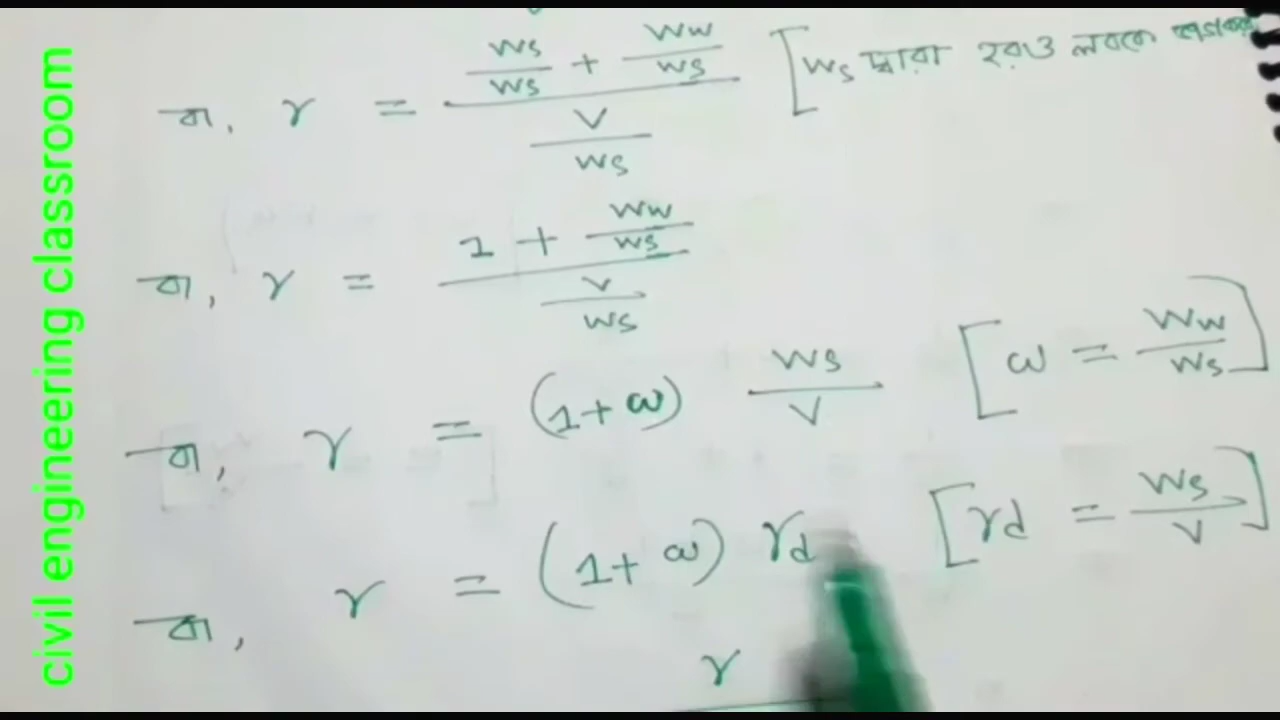 civil engineering classroom
বা, γ = (Ws/Ws + Ww/Ws) / (V/Ws) [Ws দ্বারা হরও লবকে
বা, γ = (1 + Ww/Ws) / (V/Ws)
বা, γ = (1+ω) Ws/V [ω = Ww/Ws]
বা, γ = (1+ω) γd [γd = Ws/V]
γ